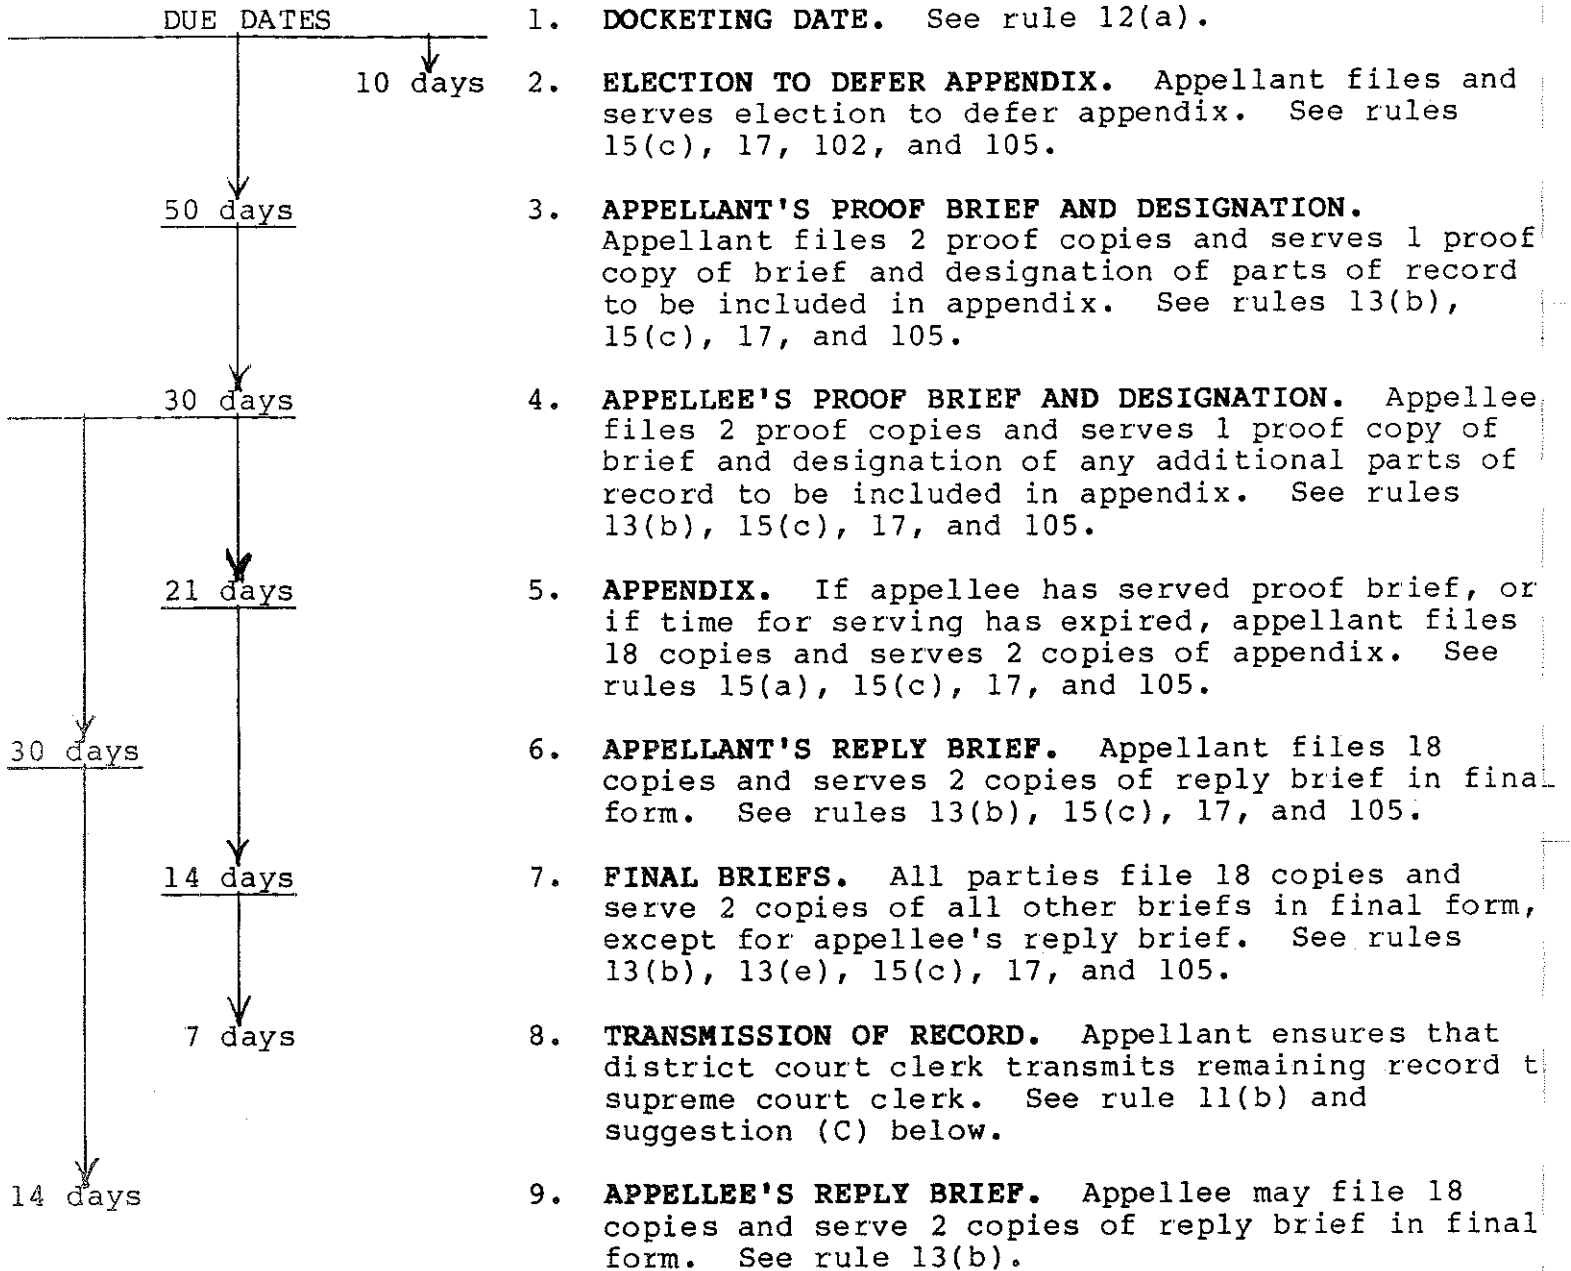 DUE DATES
1. DOCKETING DATE. See rule 12(a).
10 days
2. ELECTION TO DEFER APPENDIX. Appellant files and
serves election to defer appendix. See rules
15(c), 17, 102, and 105.
50 days
3. APPELLANT'S PROOF BRIEF AND DESIGNATION.
Appellant files 2 proof copies and serves 1 proof
copy of brief and designation of parts of record
to be included in appendix. See rules 13(b),
15(c), 17, and 105.
30 days
4. APPELLEE'S PROOF BRIEF AND DESIGNATION. Appellee
files 2 proof copies and serves 1 proof copy of
brief and designation of any additional parts of
record to be included in appendix. See rules
13(b), 15(c), 17, and 105.
21 days
5. APPENDIX. If appellee has served proof brief, or
if time for serving has expired, appellant files
18 copies and serves 2 copies of appendix. See
rules 15(a), 15(c), 17, and 105.
30 days
6. APPELLANT'S REPLY BRIEF. Appellant files 18
copies and serves 2 copies of reply brief in final
form. See rules 13(b), 15(c), 17, and 105.
14 days
7. FINAL BRIEFS. All parties file 18 copies and
serve 2 copies of all other briefs in final form,
except for appellee's reply brief. See rules
13(b), 13(e), 15(c), 17, and 105.
7 days
8. TRANSMISSION OF RECORD. Appellant ensures that
district court clerk transmits remaining record t
supreme court clerk. See rule 11(b) and
suggestion (C) below.
14 days
9. APPELLEE'S REPLY BRIEF. Appellee may file 18
copies and serve 2 copies of reply brief in final
form. See rule 13(b).